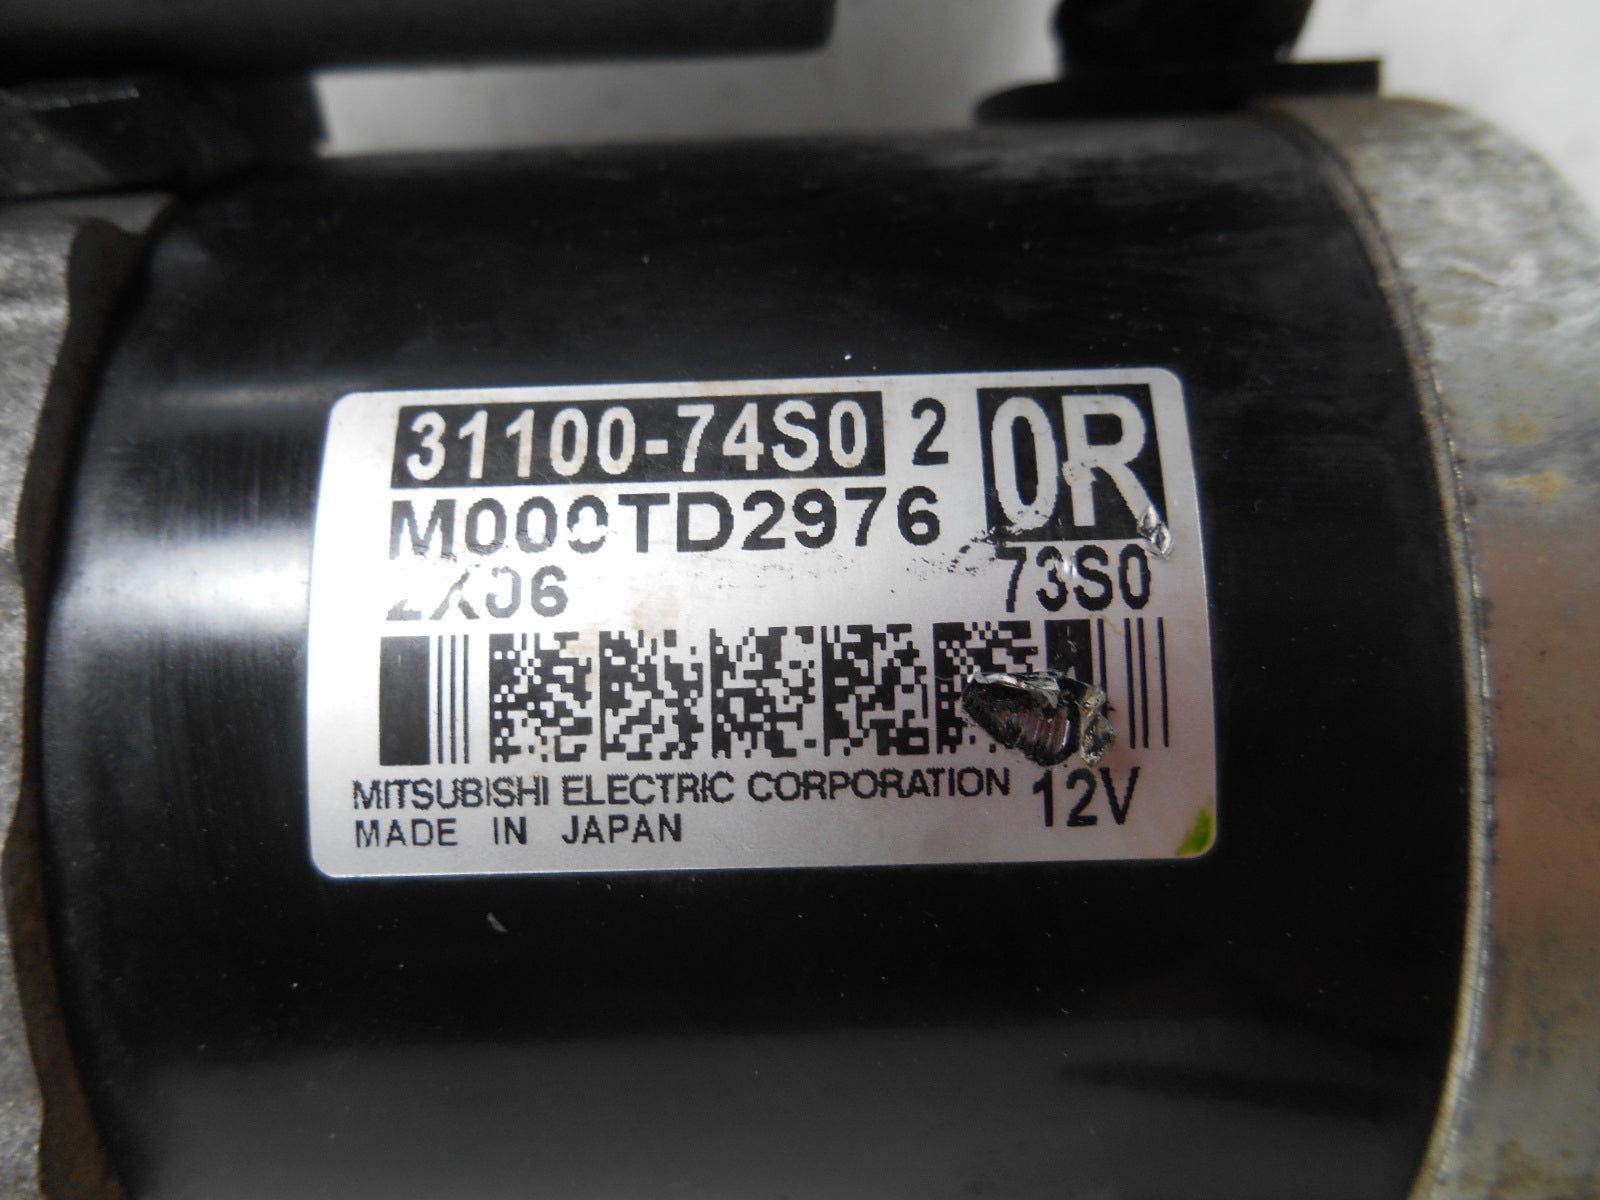 31100-74S0 2 0R
M000TD2976
73S0
MITSUBISHI ELECTRIC CORPORATION 12V
MADE IN JAPAN